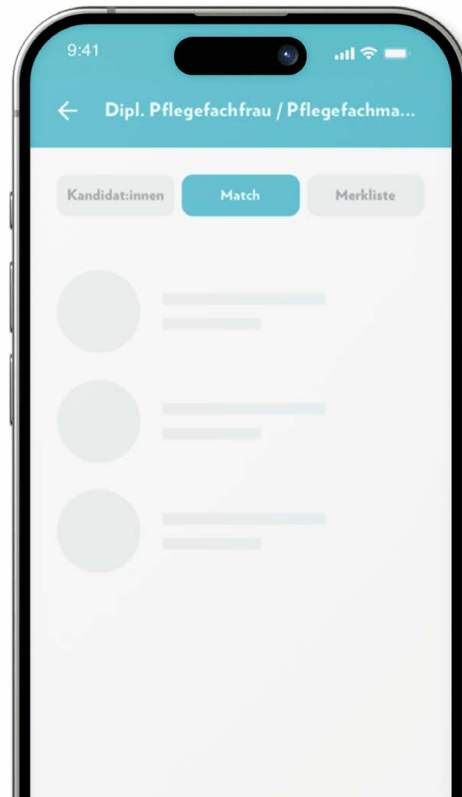 9:41
Dipl. Pflegefachfrau / Pflegefachma...
Kandidat:innen
Match
Merkliste